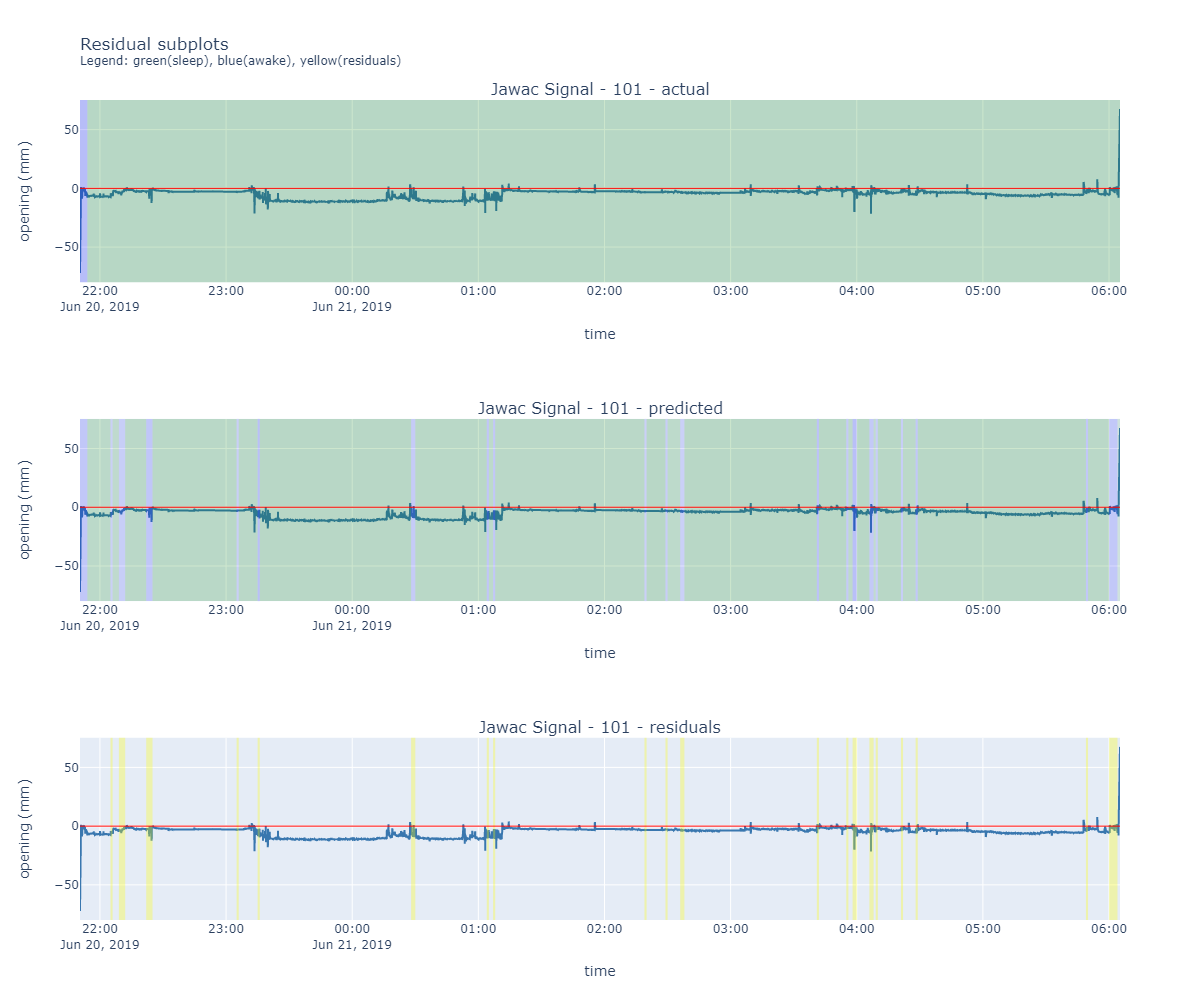 Residual subplots
Legend: green(sleep), blue(awake), yellow(residuals)
Jawac Signal - 101 - actual
50
0
−50
opening (mm)
22:00 23:00 00:00 01:00 02:00 03:00 04:00 05:00 06:00
Jun 20, 2019 Jun 21, 2019
time
Jawac Signal - 101 - predicted
50
0
−50
opening (mm)
22:00 23:00 00:00 01:00 02:00 03:00 04:00 05:00 06:00
Jun 20, 2019 Jun 21, 2019
time
Jawac Signal - 101 - residuals
50
0
−50
opening (mm)
22:00 23:00 00:00 01:00 02:00 03:00 04:00 05:00 06:00
Jun 20, 2019 Jun 21, 2019
time